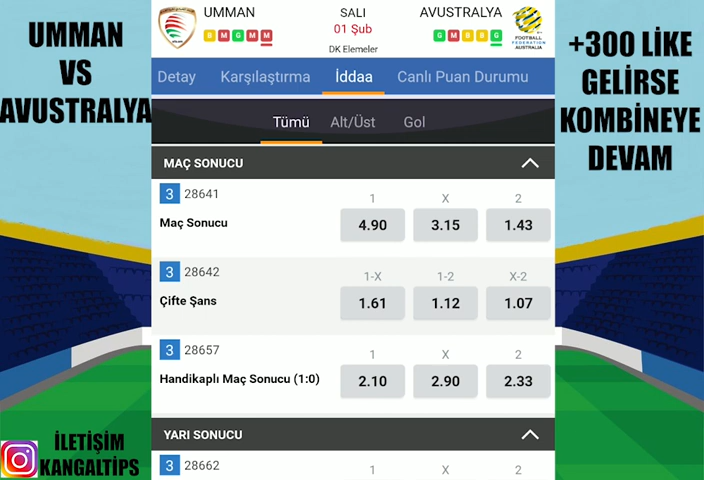 UMMAN
VS
AVUSTRALYA
UMMAN
B M G M M
SALI
01 Şub
DK Elemeler
AVUSTRALYA
G M B B G
FOOTBALL
FEDERATION
AUSTRALIA
+300 LİKE
GELİRSE
KOMBİNEYE
DEVAM
Detay Karşılaştırma İddaa Canlı Puan Durumu
Tümü Alt/Üst Gol
MAÇ SONUCU
3 28641
1 X 2
Maç Sonucu 4.90 3.15 1.43
3 28642
1-X 1-2 X-2
Çifte Şans 1.61 1.12 1.07
3 28657
1 X 2
Handikaplı Maç Sonucu (1:0) 2.10 2.90 2.33
YARI SONUCU
3 28662
1 X 2
İLETİŞİM
KANGALTİPS